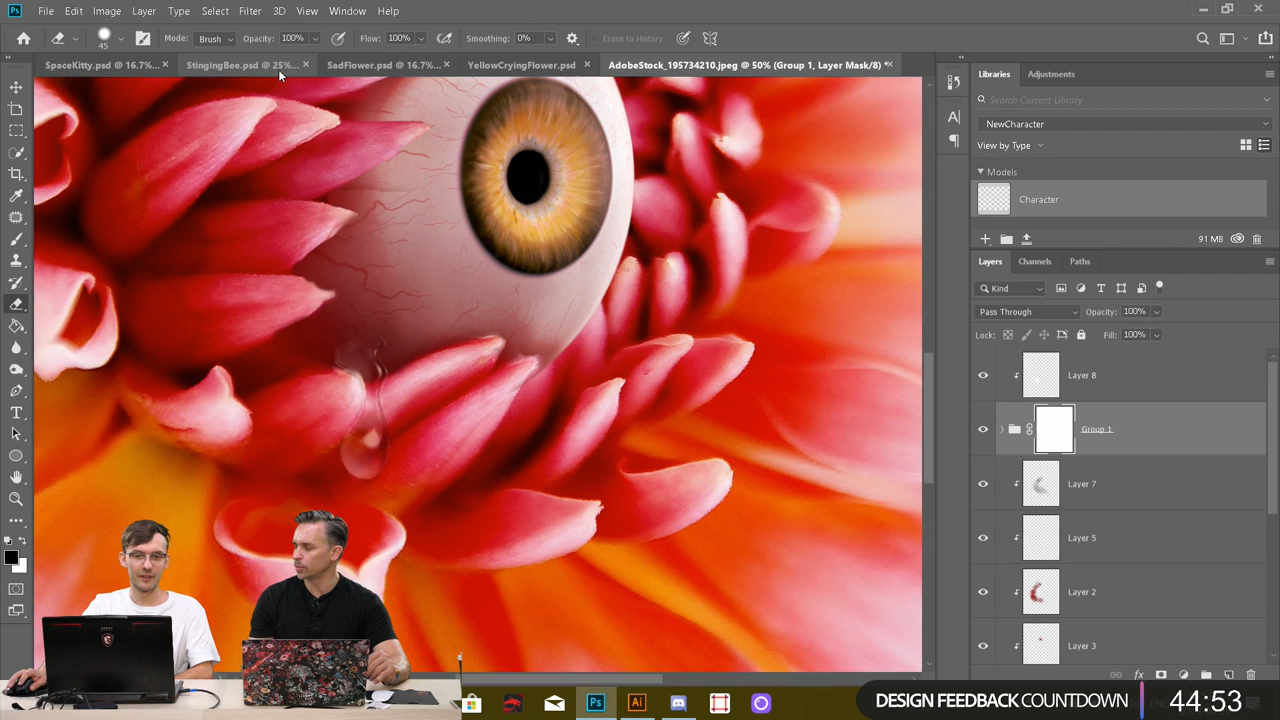 Ps File Edit Image Layer Type Select Filter 3D View Window Help
45 Mode: Brush Opacity: 100% Flow: 100% Smoothing: 0% Erase to History
SpaceKitty.psd @ 16.7%... × StingingBee.psd @ 25%... × SadFlower.psd @ 16.7%... × YellowCryingFlower.psd × AdobeStock_195734210.jpeg @ 50% (Group 1, Layer Mask/8) * ×
Libraries Adjustments
Search Current Library
NewCharacter
View by Type
Models
Character
91 MB
Layers Channels Paths
Kind
Pass Through Opacity: 100%
Lock: Fill: 100%
Layer 8
Group 1
Layer 7
Layer 5
Layer 2
Layer 3
Ps Ai
DESIGN FEEDBACK COUNTDOWN 44:53